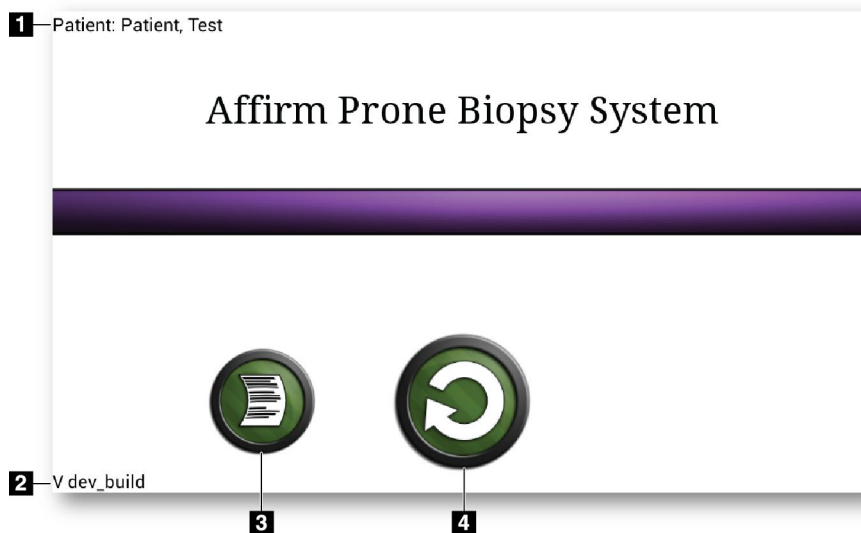 1 Patient: Patient, Test
Affirm Prone Biopsy System
2 V dev_build
3 4